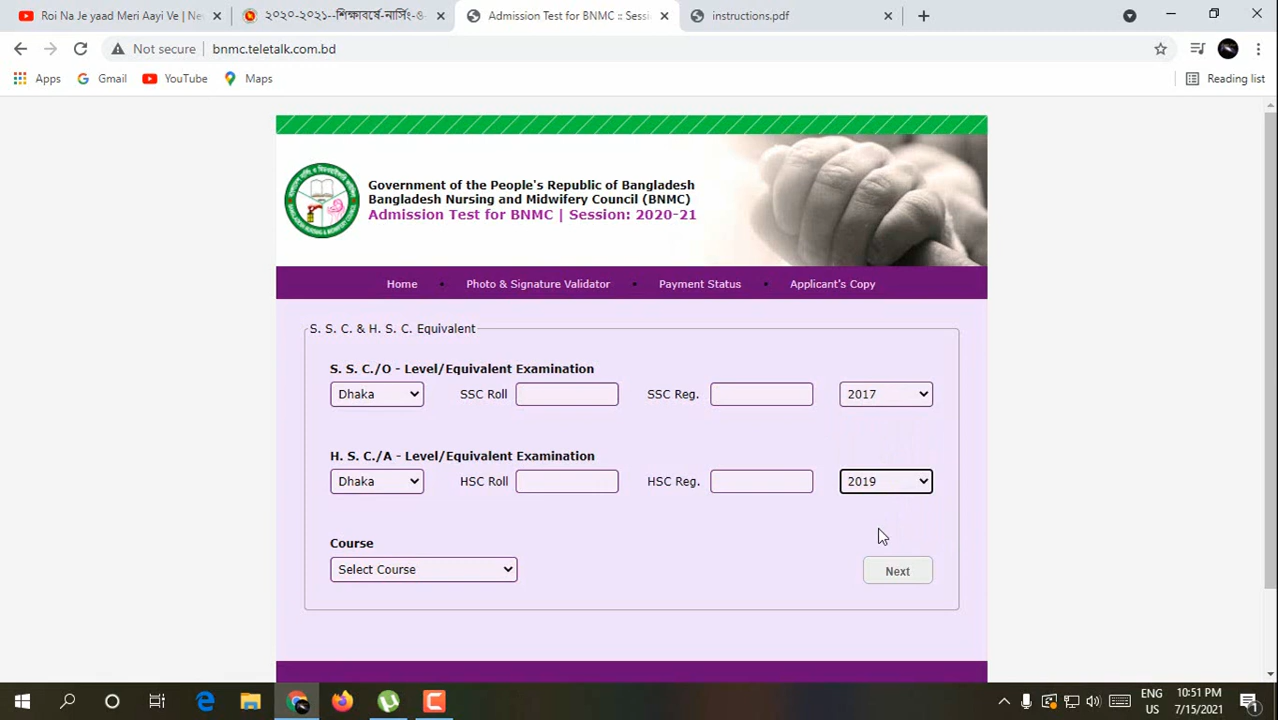 Roi Na Je yaad Meri Aayi Ve | Ne
২০২০-২০২১--শিক্ষাবর্ষে-নার্সিং-ও-
Admission Test for BNMC :: Sessi
instructions.pdf
Not secure
bnmc.teletalk.com.bd
Apps
Gmail
YouTube
Maps
Reading list
Government of the People's Republic of Bangladesh
Bangladesh Nursing and Midwifery Council (BNMC)
Admission Test for BNMC | Session: 2020-21
Home
Photo & Signature Validator
Payment Status
Applicant's Copy
S. S. C. & H. S. C. Equivalent
S. S. C./O - Level/Equivalent Examination
Dhaka
SSC Roll
SSC Reg.
2017
H. S. C./A - Level/Equivalent Examination
Dhaka
HSC Roll
HSC Reg.
2019
Course
Select Course
Next
ENG
US
10:51 PM
7/15/2021
1